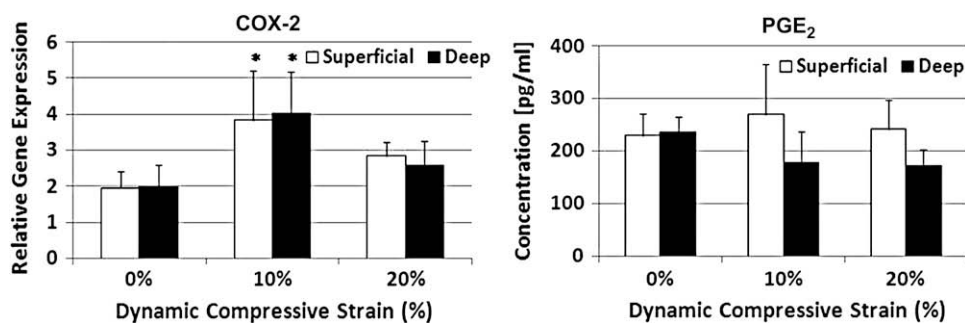 COX-2
Relative Gene Expression
6
5
4
3
2
1
0
* *
Superficial Deep
0% 10% 20%
Dynamic Compressive Strain (%)
PGE2
Concentration [pg/ml]
400
300
200
100
0
Superficial Deep
0% 10% 20%
Dynamic Compressive Strain (%)